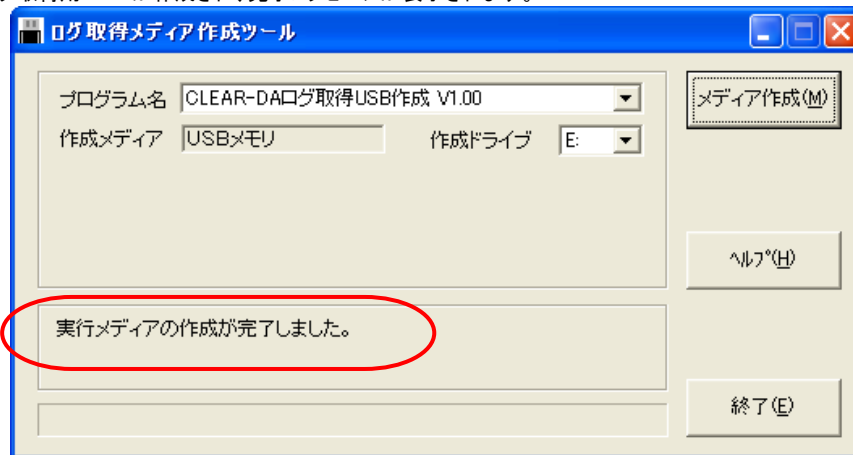 ログ取得メディア作成ツール
プログラム名 CLEAR-DAログ取得USB作成 V1.00
メディア作成(M)
作成メディア USBメモリ 作成ドライブ E:
ヘルプ(H)
実行メディアの作成が完了しました。
終了(E)